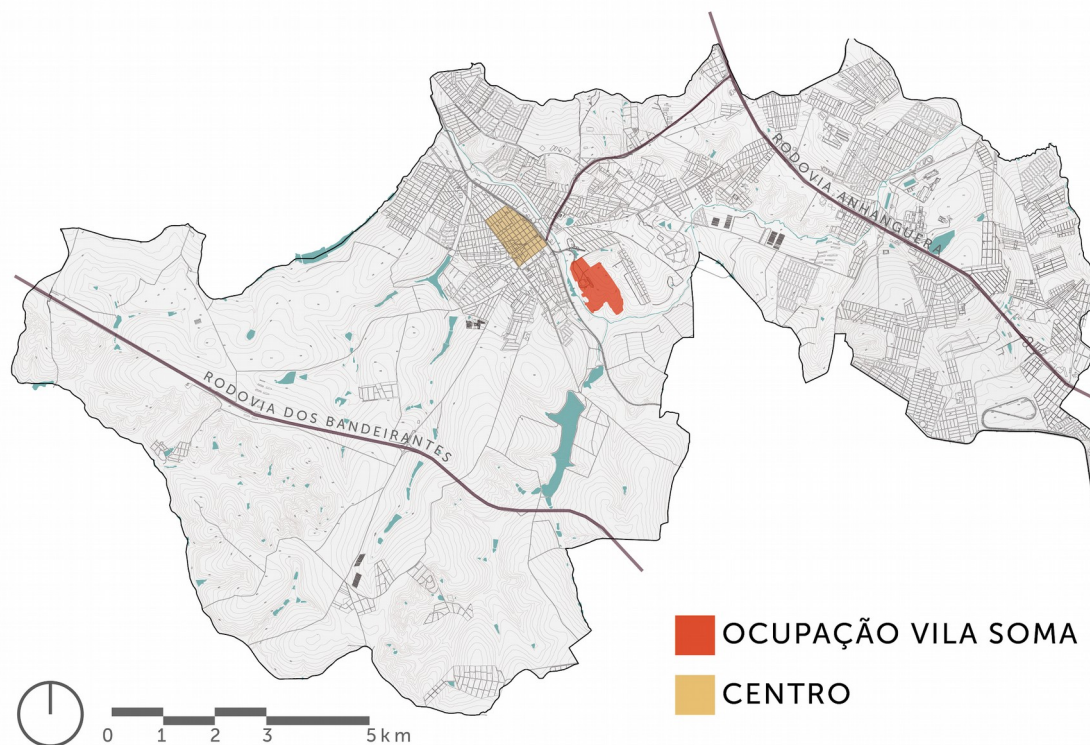 RODOVIA ANHANGUERA
RODOVIA DOS BANDEIRANTES
OCUPAÇÃO VILA SOMA
CENTRO
0 1 2 3 5 km